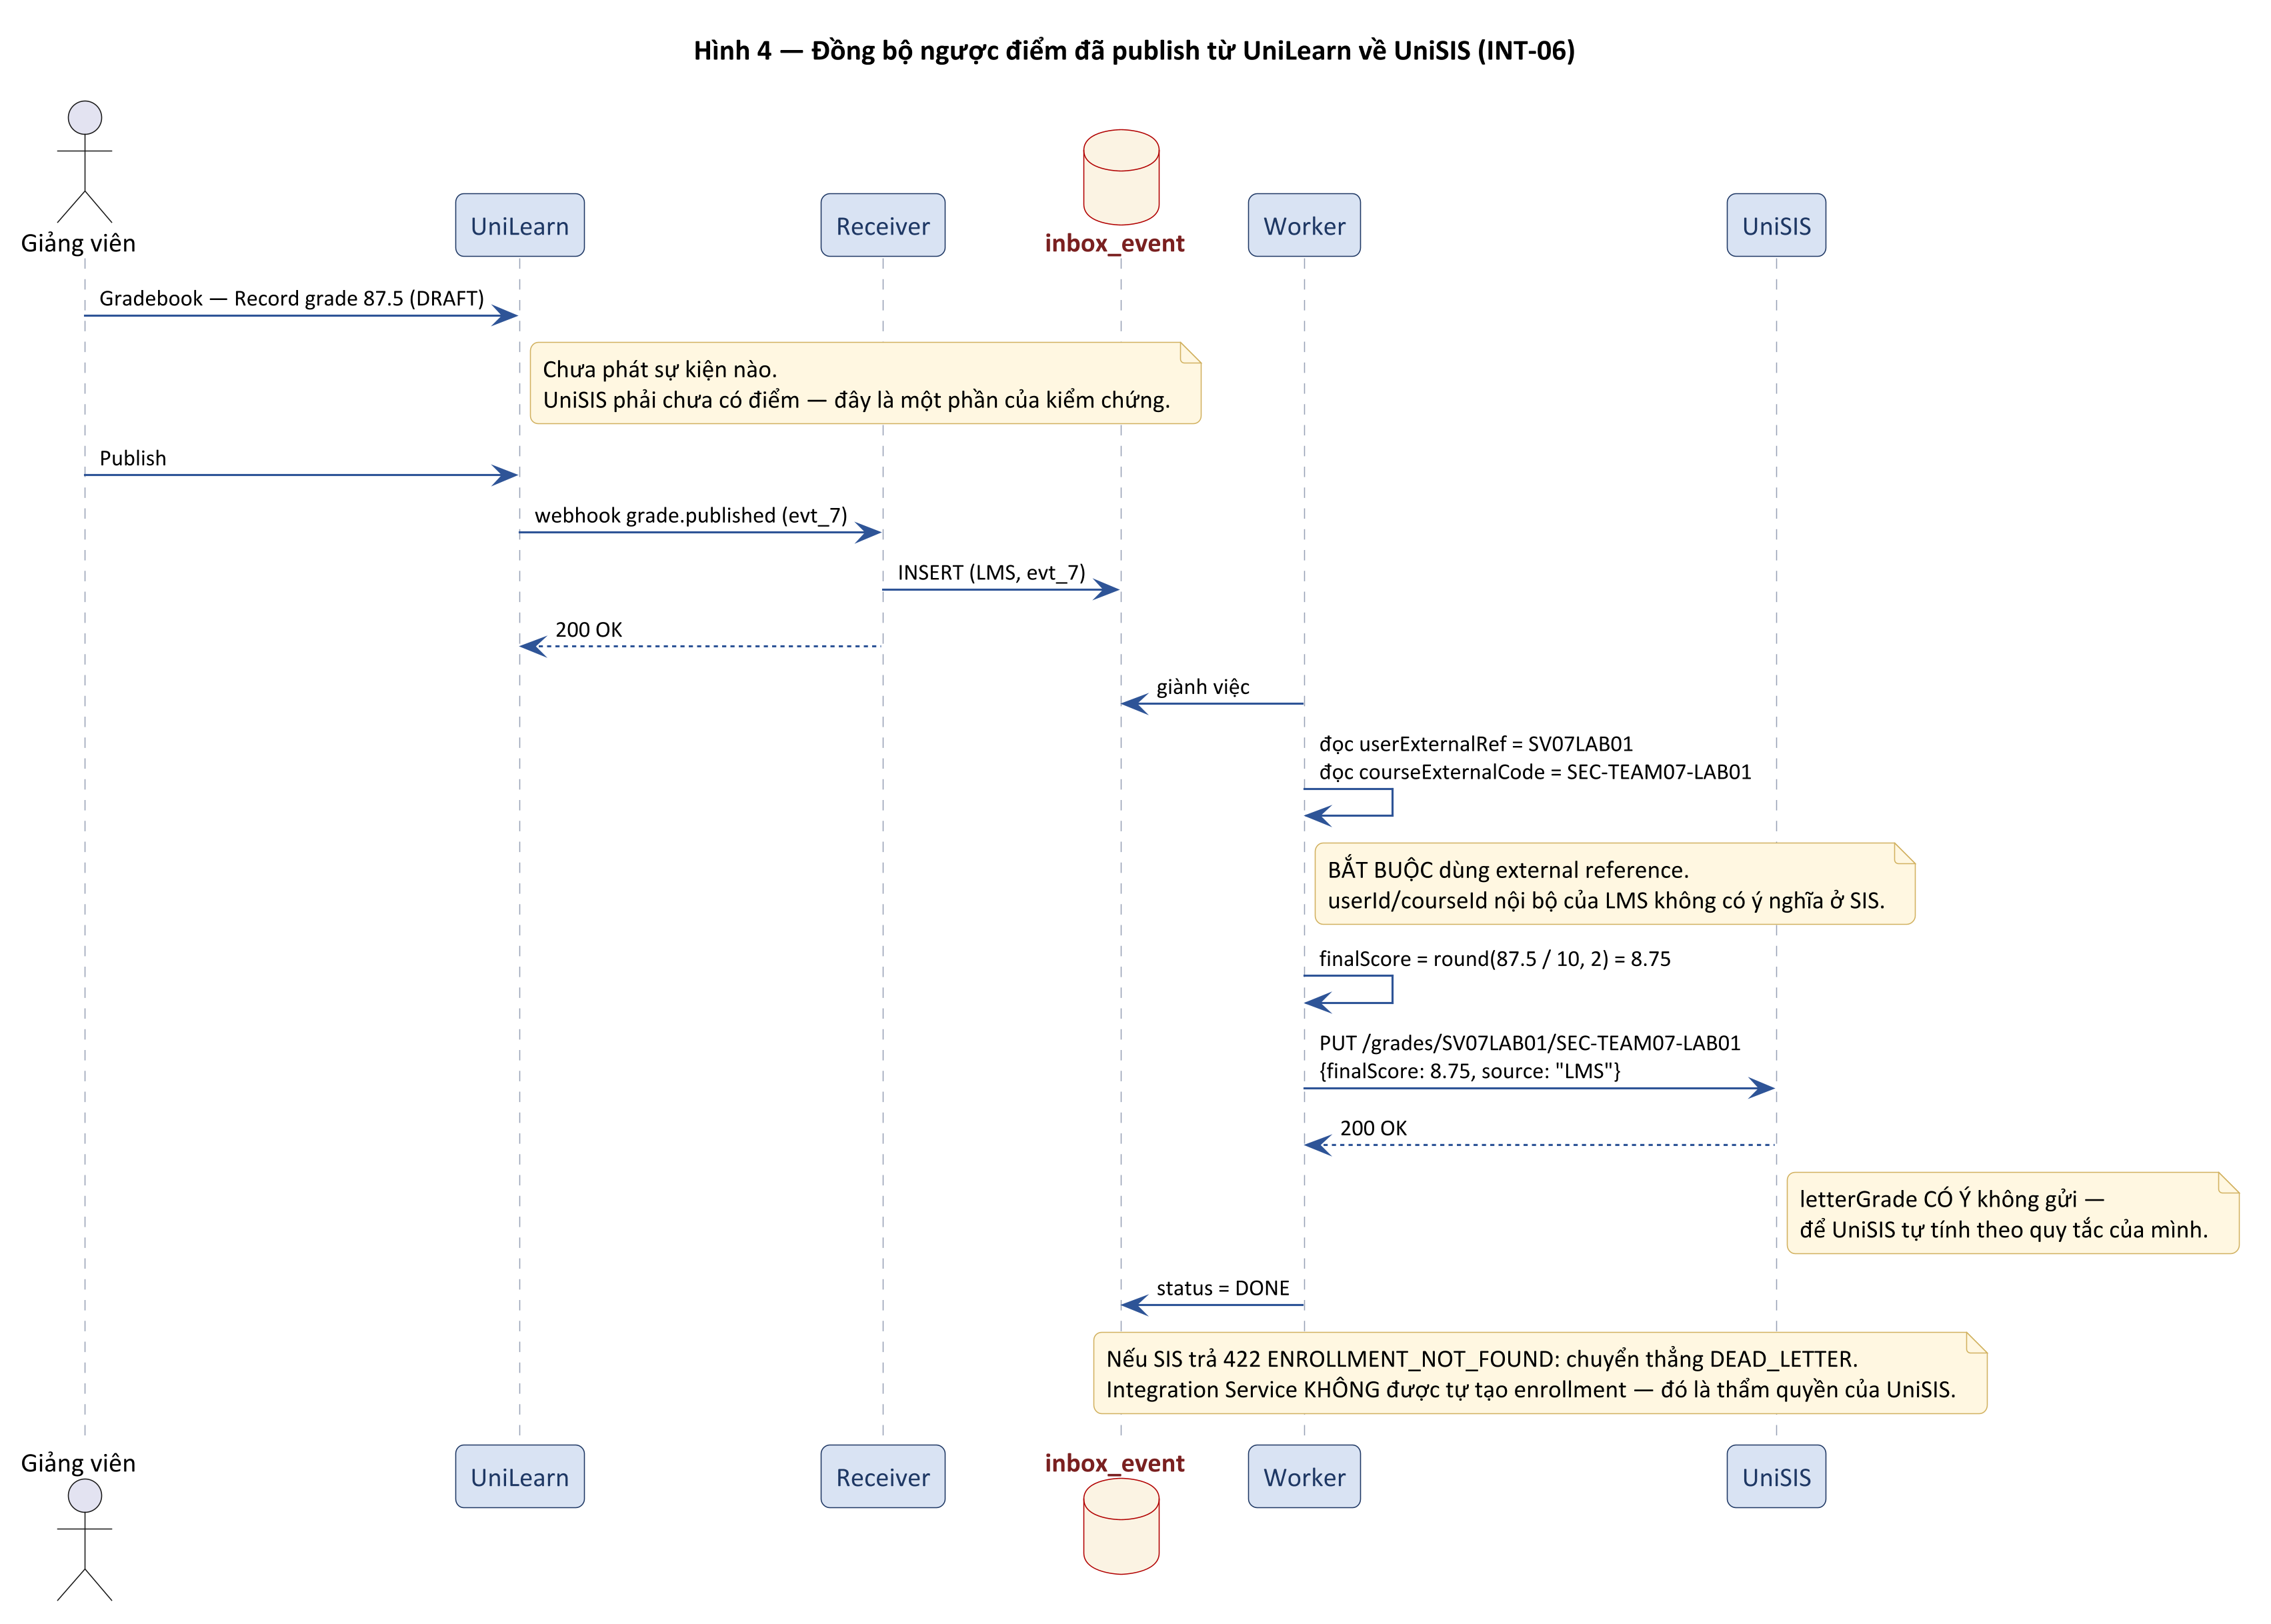 Hình 4 — Đồng bộ ngược điểm đã publish từ UniLearn về UniSIS (INT-06)
Giảng viên
UniLearn
Receiver
inbox_event
Worker
UniSIS
Gradebook — Record grade 87.5 (DRAFT)
Chưa phát sự kiện nào.
UniSIS phải chưa có điểm — đây là một phần của kiểm chứng.
Publish
webhook grade.published (evt_7)
INSERT (LMS, evt_7)
200 OK
giành việc
đọc userExternalRef = SV07LAB01
đọc courseExternalCode = SEC-TEAM07-LAB01
BẮT BUỘC dùng external reference.
userId/courseId nội bộ của LMS không có ý nghĩa ở SIS.
finalScore = round(87.5 / 10, 2) = 8.75
PUT /grades/SV07LAB01/SEC-TEAM07-LAB01
{finalScore: 8.75, source: "LMS"}
200 OK
letterGrade CÓ Ý không gửi —
để UniSIS tự tính theo quy tắc của mình.
status = DONE
Nếu SIS trả 422 ENROLLMENT_NOT_FOUND: chuyển thẳng DEAD_LETTER.
Integration Service KHÔNG được tự tạo enrollment — đó là thẩm quyền của UniSIS.
Giảng viên
UniLearn
Receiver
inbox_event
Worker
UniSIS